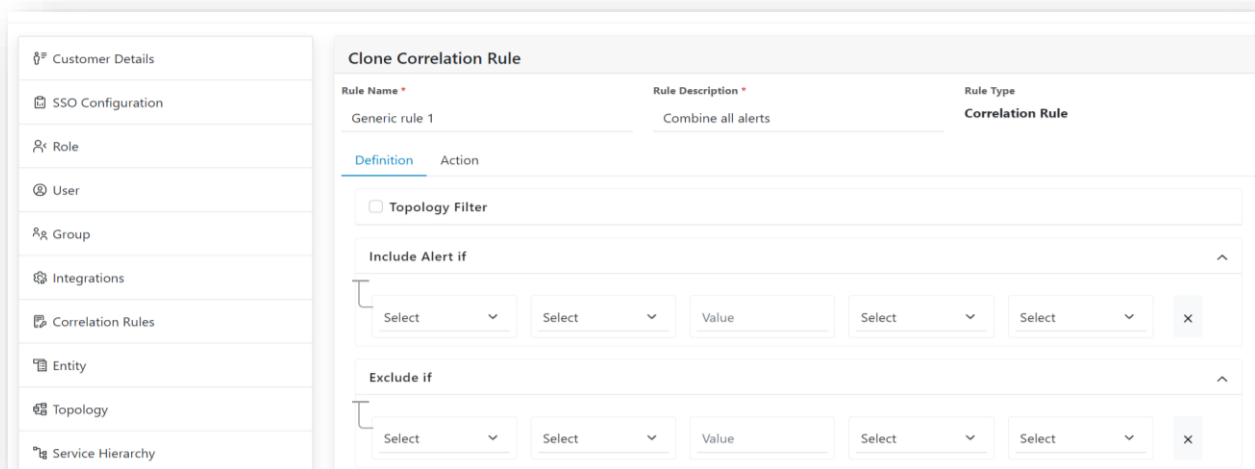 Customer Details
SSO Configuration
Role
User
Group
Integrations
Correlation Rules
Entity
Topology
Service Hierarchy
Clone Correlation Rule
Rule Name * Rule Description * Rule Type
Generic rule 1 Combine all alerts Correlation Rule
Definition Action
Topology Filter
Include Alert if
Select Select Value Select Select ×
Exclude if
Select Select Value Select Select ×